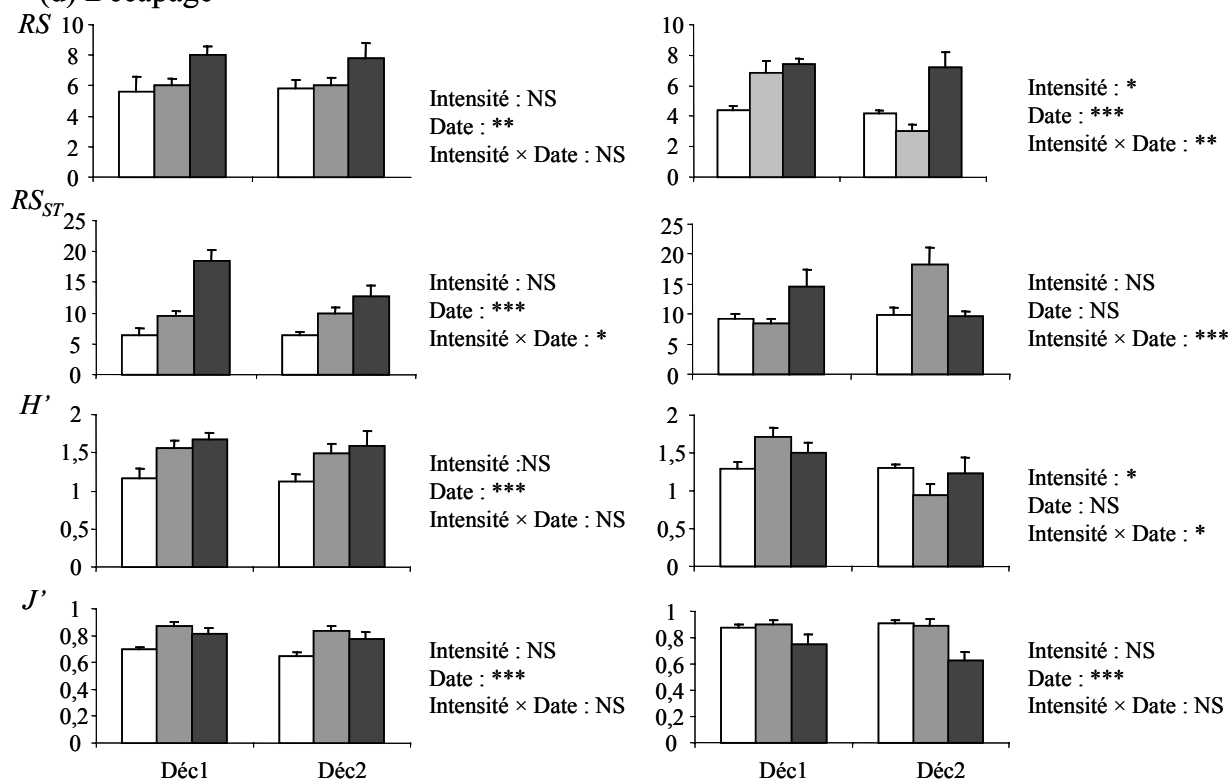 RS
10
8
6
4
2
0
Intensité : NS
Date : **
Intensité × Date : NS
10
8
6
4
2
0
Intensité : *
Date : ***
Intensité × Date : **
RS_ST
25
20
15
10
5
0
Intensité : NS
Date : ***
Intensité × Date : *
25
20
15
10
5
0
Intensité : NS
Date : NS
Intensité × Date : ***
H’
2
1,5
1
0,5
0
Intensité :NS
Date : ***
Intensité × Date : NS
2
1,5
1
0,5
0
Intensité : *
Date : NS
Intensité × Date : *
J’
1
0,8
0,6
0,4
0,2
0
Déc1
Déc2
Intensité : NS
Date : ***
Intensité × Date : NS
1
0,8
0,6
0,4
0,2
0
Déc1
Déc2
Intensité : NS
Date : ***
Intensité × Date : NS